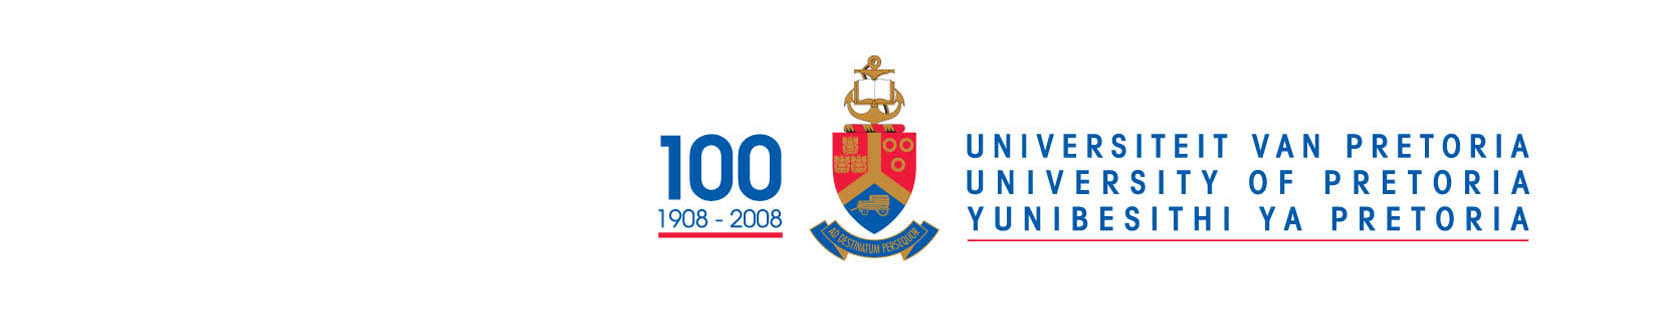 100
1908 - 2008
AD DESTINATUM PERSEQUOR
UNIVERSITEIT VAN PRETORIA
UNIVERSITY OF PRETORIA
YUNIBESITHI YA PRETORIA